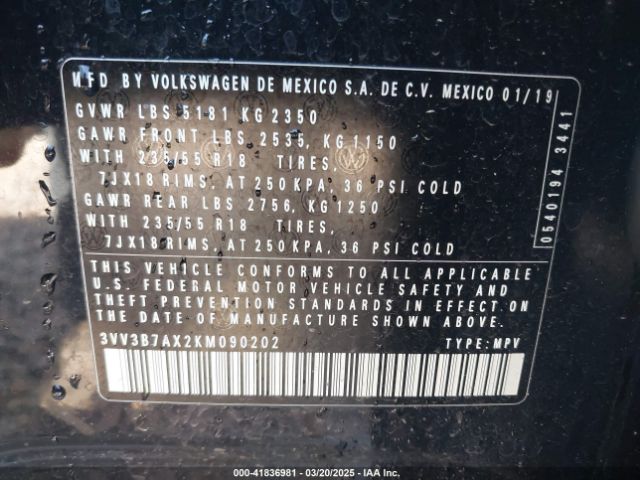 MFD BY VOLKSWAGEN DE MEXICO S.A. DE C.V. MEXICO 01/19
GVWR LBS 5181 KG 2350
GAWR FRONT LBS. 2535, KG 1150
WITH 235/55 R18 TIRES,
7JX18 RIMS, AT 250 KPA, 36 PSI COLD
GAWR REAR LBS 2756, KG 1250
WITH 235/55 R18 TIRES,
7JX18 RIMS, AT 250 KPA, 36 PSI COLD
0540194 3441
THIS VEHICLE CONFORMS TO ALL APPLICABLE
U.S. FEDERAL MOTOR VEHICLE SAFETY AND
THEFT PREVENTION STANDARDS IN EFFECT ON
THE DATE OF MANUFACTURE SHOWN ABOVE.
3VV3B7AX2KM090202 TYPE: MPV
000-41836981 — 03/20/2025 — IAA Inc.